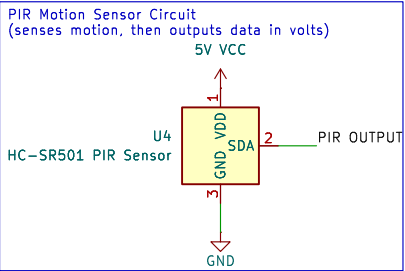 PIR Motion Sensor Circuit
(senses motion, then outputs data in volts)
5V VCC
1
VDD
U4
HC-SR501 PIR Sensor
SDA
2
PIR OUTPUT
GND
3
GND